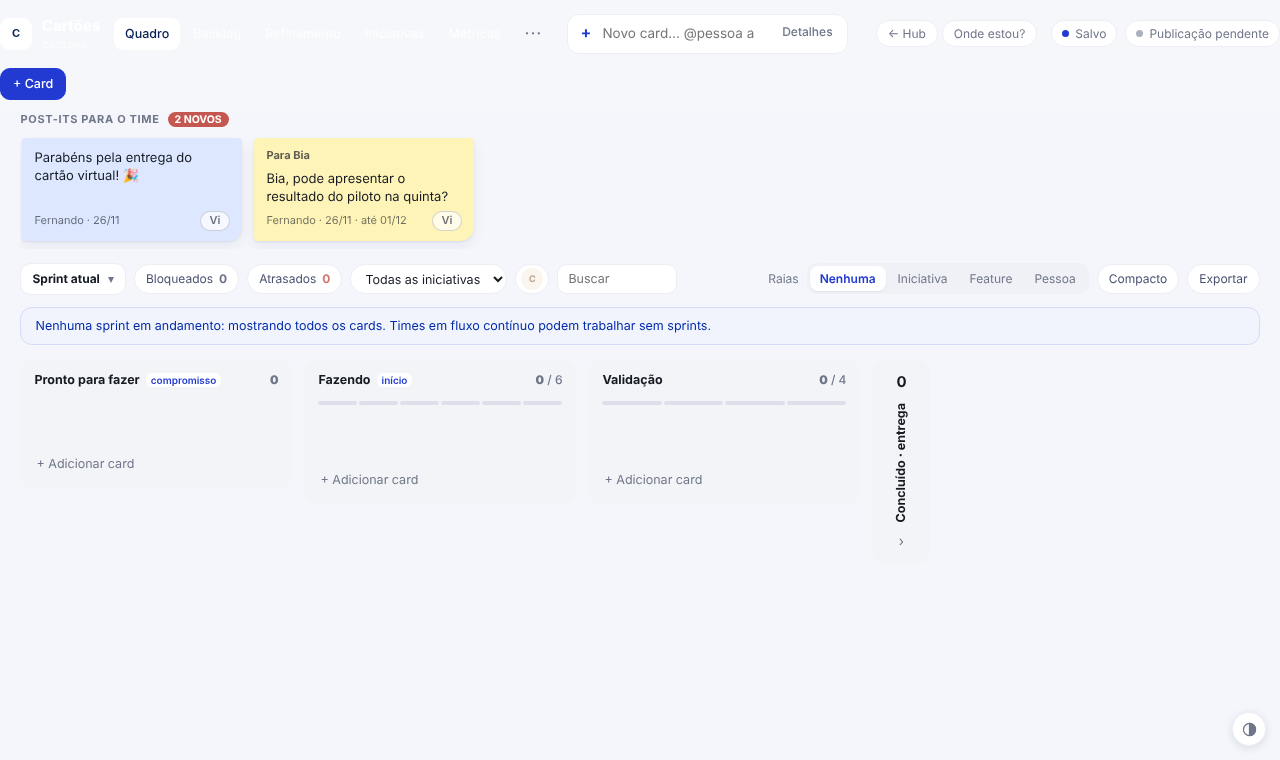 C Cartões Quadro Backlog Refinamento Iniciativas Métricas ··· + Novo card... @pessoa a Detalhes ← Hub Onde estou? Salvo Publicação pendente
+ Card
POST-ITS PARA O TIME 2 NOVOS
Parabéns pela entrega do
cartão virtual! 🎉
Fernando · 26/11 Vi
Para Bia
Bia, pode apresentar o
resultado do piloto na quinta?
Fernando · 26/11 · até 01/12 Vi
Sprint atual ▾ Bloqueados 0 Atrasados 0 Todas as iniciativas C Buscar Raias Nenhuma Iniciativa Feature Pessoa Compacto Exportar
Nenhuma sprint em andamento: mostrando todos os cards. Times em fluxo contínuo podem trabalhar sem sprints.
Pronto para fazer compromisso 0
+ Adicionar card
Fazendo início 0 / 6
+ Adicionar card
Validação 0 / 4
+ Adicionar card
0
Concluído · entrega
›